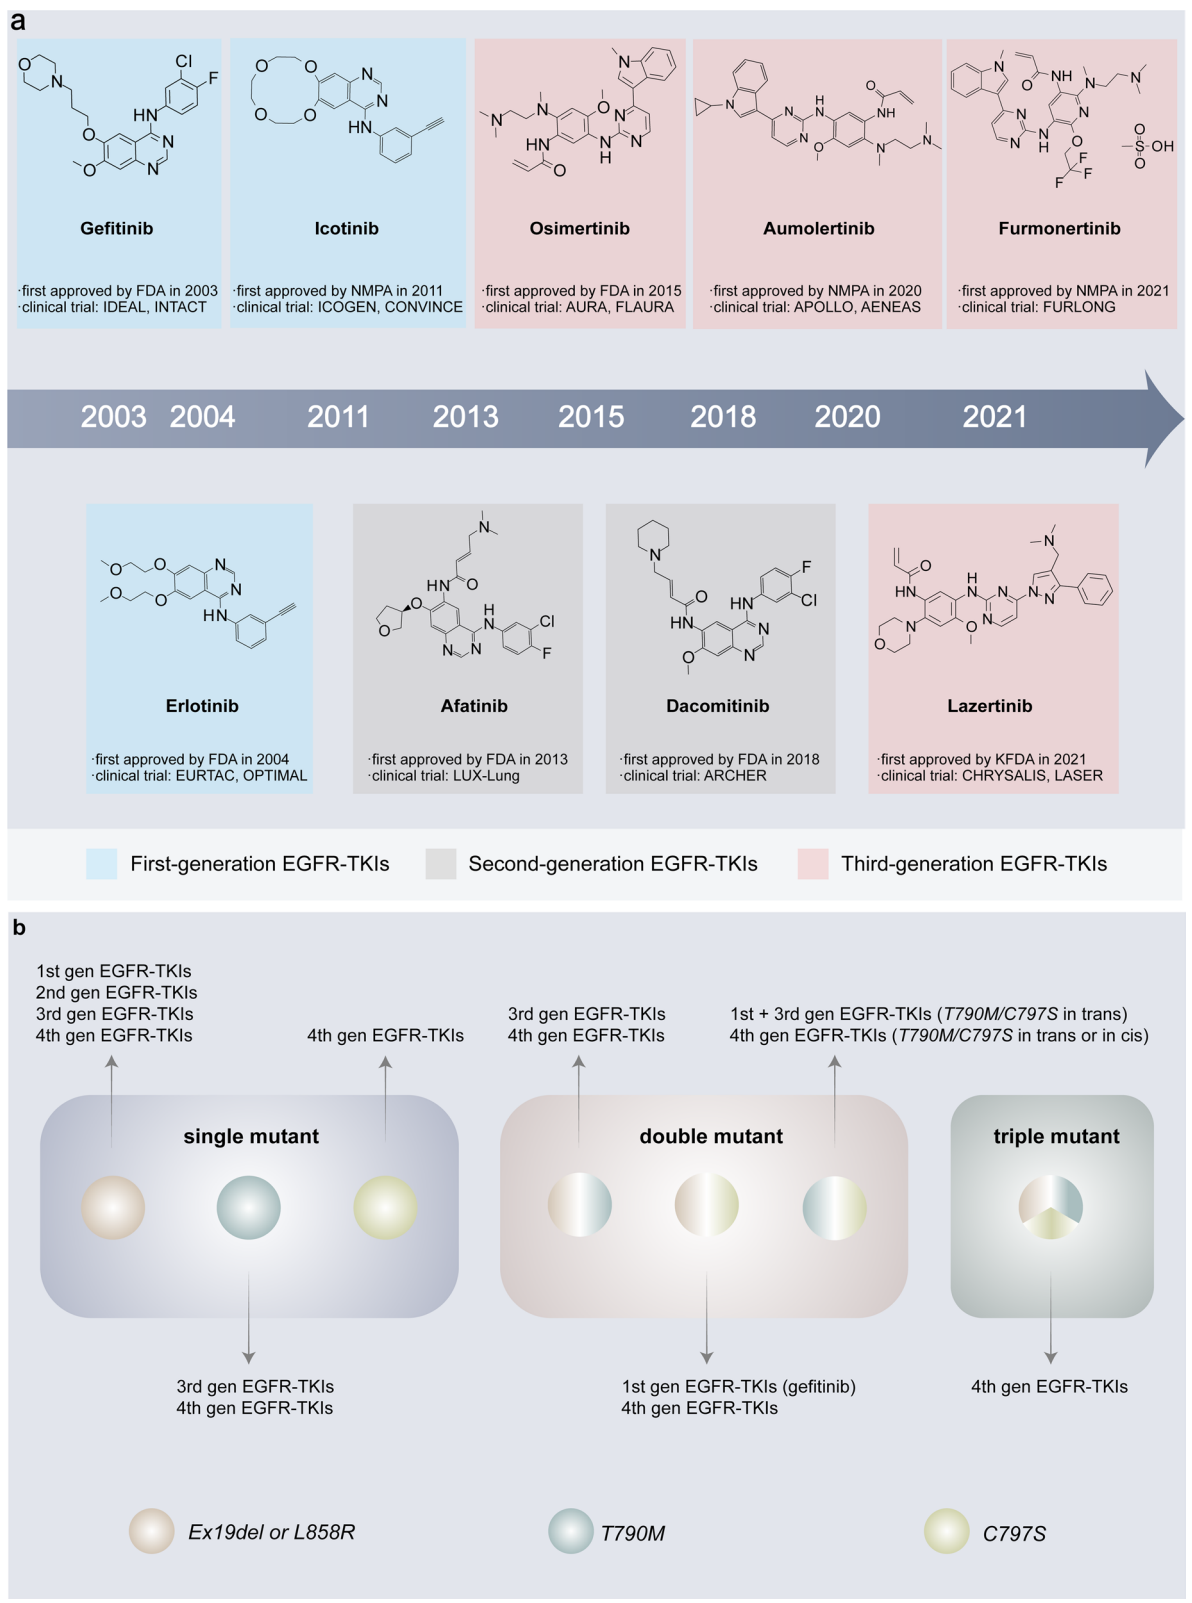 a
Gefitinib
·first approved by FDA in 2003
·clinical trial: IDEAL, INTACT
Icotinib
·first approved by NMPA in 2011
·clinical trial: ICOGEN, CONVINCE
Osimertinib
·first approved by FDA in 2015
·clinical trial: AURA, FLAURA
Aumolertinib
·first approved by NMPA in 2020
·clinical trial: APOLLO, AENEAS
Furmonertinib
·first approved by NMPA in 2021
·clinical trial: FURLONG
2003 2004 2011 2013 2015 2018 2020 2021
Erlotinib
·first approved by FDA in 2004
·clinical trial: EURTAC, OPTIMAL
Afatinib
·first approved by FDA in 2013
·clinical trial: LUX-Lung
Dacomitinib
·first approved by FDA in 2018
·clinical trial: ARCHER
Lazertinib
·first approved by KFDA in 2021
·clinical trial: CHRYSALIS, LASER
First-generation EGFR-TKIs
Second-generation EGFR-TKIs
Third-generation EGFR-TKIs
b
1st gen EGFR-TKIs
2nd gen EGFR-TKIs
3rd gen EGFR-TKIs
4th gen EGFR-TKIs
4th gen EGFR-TKIs
3rd gen EGFR-TKIs
4th gen EGFR-TKIs
1st + 3rd gen EGFR-TKIs (T790M/C797S in trans)
4th gen EGFR-TKIs (T790M/C797S in trans or in cis)
single mutant
double mutant
triple mutant
3rd gen EGFR-TKIs
4th gen EGFR-TKIs
1st gen EGFR-TKIs (gefitinib)
4th gen EGFR-TKIs
4th gen EGFR-TKIs
Ex19del or L858R
T790M
C797S